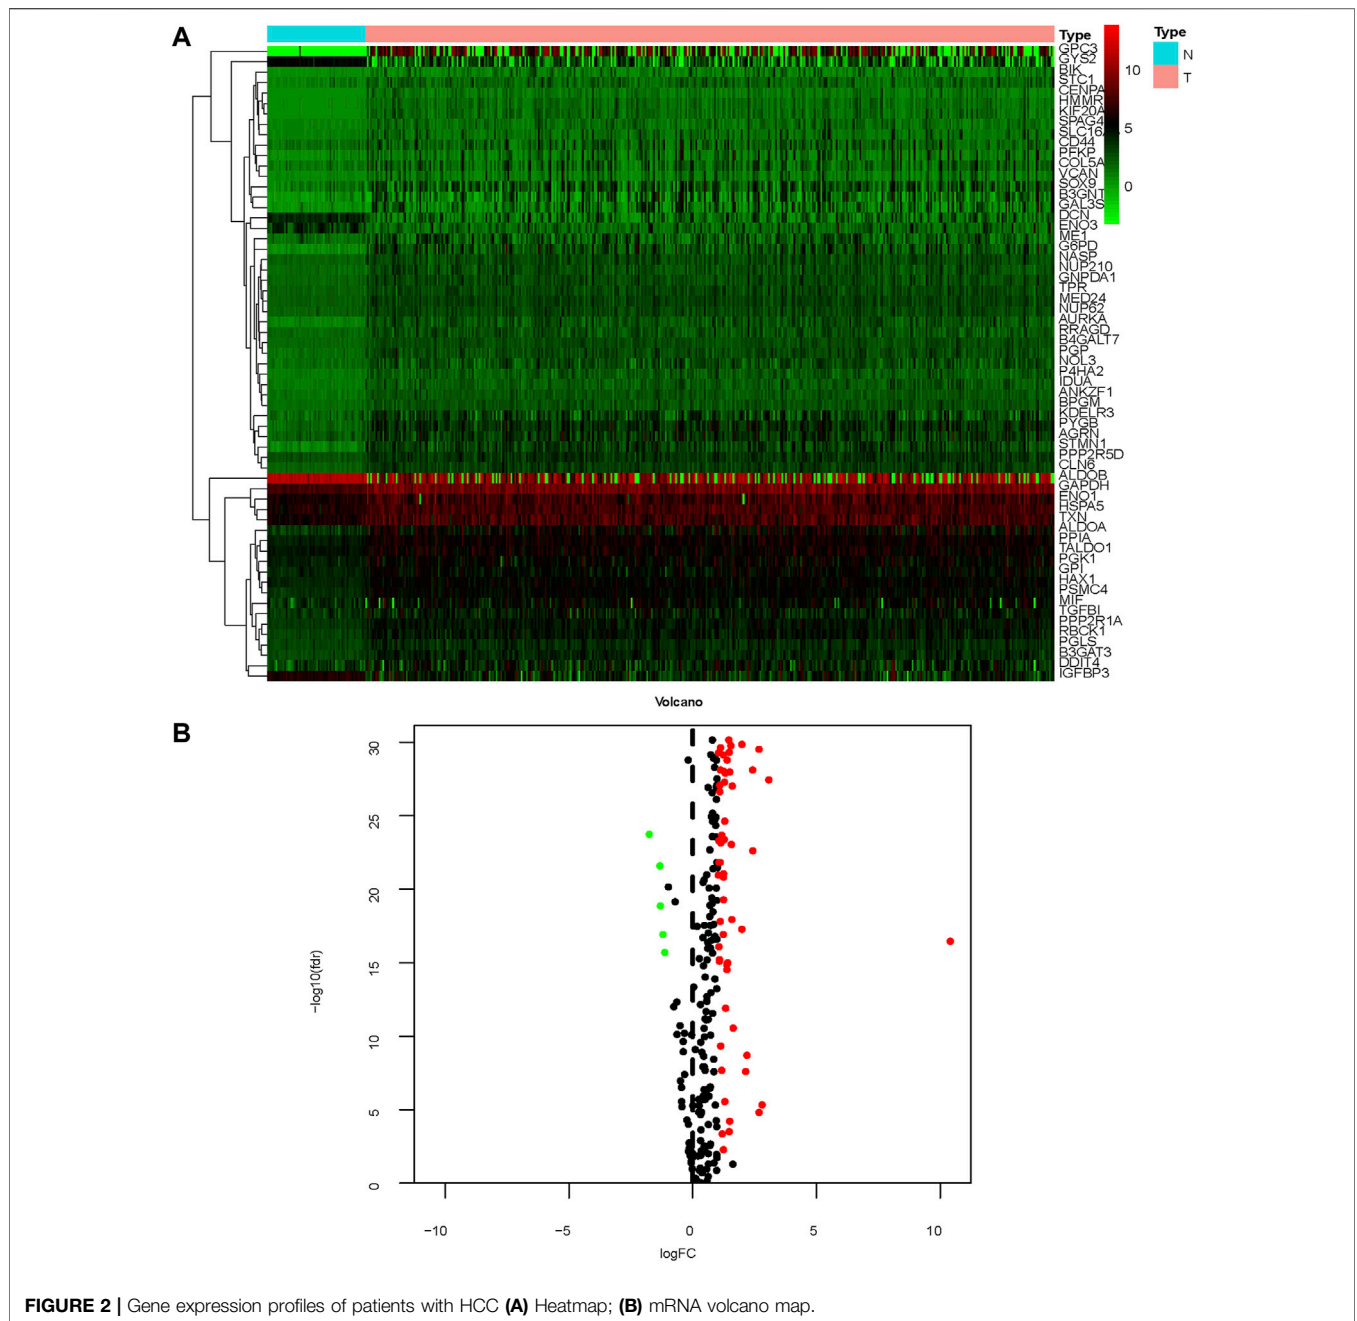 A
Type
GPC3
GYS2
BIK
STC1
CENPA
HMMR
KIF20A
SPAG4
SLC16A
CD44
PFKP
COL5A
VCAN
SOX9
B3GNT
GAL3S
DCN
ENO3
ME1
G6PD
NASP
NUP210
GNPDA1
TPR
MED24
NUP62
AURKA
RRAGD
B4GALT7
PGP
NOL3
P4HA2
IDUA
ANKZF1
BPGM
KDELR3
PYGB
AGRN
STMN1
PPP2R5D
CLN6
ALDOB
GAPDH
ENO1
HSPA5
TXN
ALDOA
PPIA
TALDO1
PGK1
GPI
HAX1
PSMC4
MIF
TGFBI
PPP2R1A
RBCK1
PGLS
B3GAT3
DDIT4
IGFBP3
10
5
0
Type
N
T
B
Volcano
−log10(fdr)
30
25
20
15
10
5
0
−10
−5
0
5
10
logFC
FIGURE 2 | Gene expression profiles of patients with HCC (A) Heatmap; (B) mRNA volcano map.